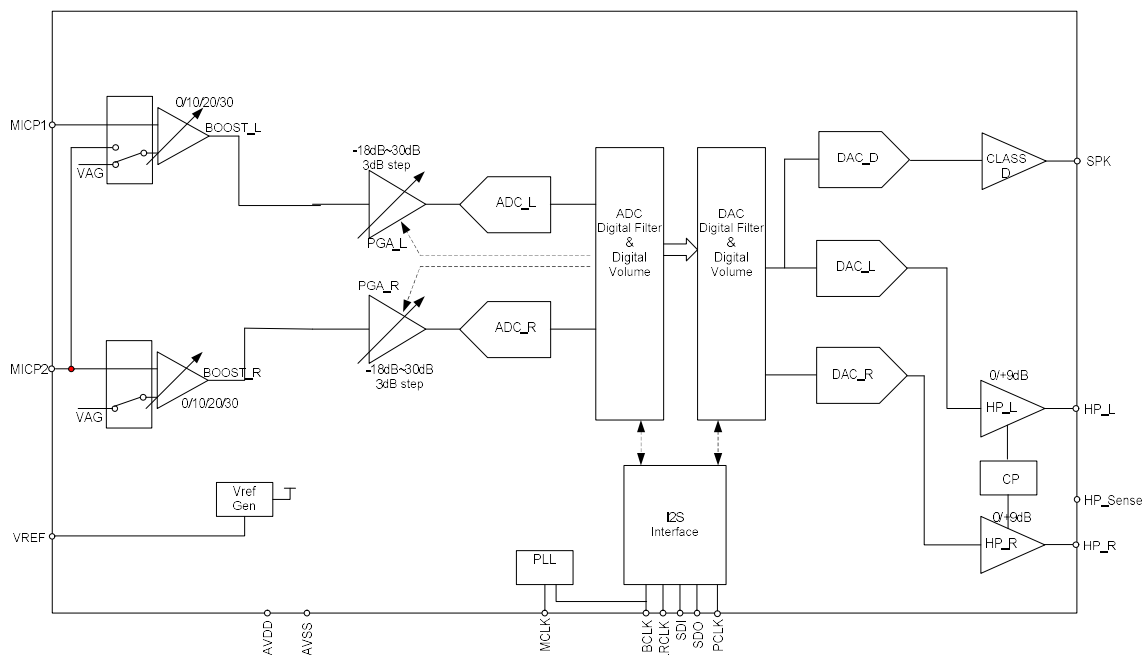 0/10/20/30
MICP1
BOOST_L
VAG
-18dB~30dB
3dB step
PGA_L
ADC_L
ADC
Digital Filter
&
Digital
Volume
DAC
Digital Filter
&
Digital
Volume
DAC_D
CLASS
D
SPK
DAC_L
PGA_R
ADC_R
-18dB~30dB
3dB step
MICP2
BOOST_R
VAG
0/10/20/30
DAC_R
0/+9dB
HP_L
HP_L
CP
HP_Sense
0/+9dB
HP_R
HP_R
Vref
Gen
VREF
I2S
Interface
PLL
AVDD
AVSS
MCLK
BCLK
LRCLK
SDI
SDO
PCLK